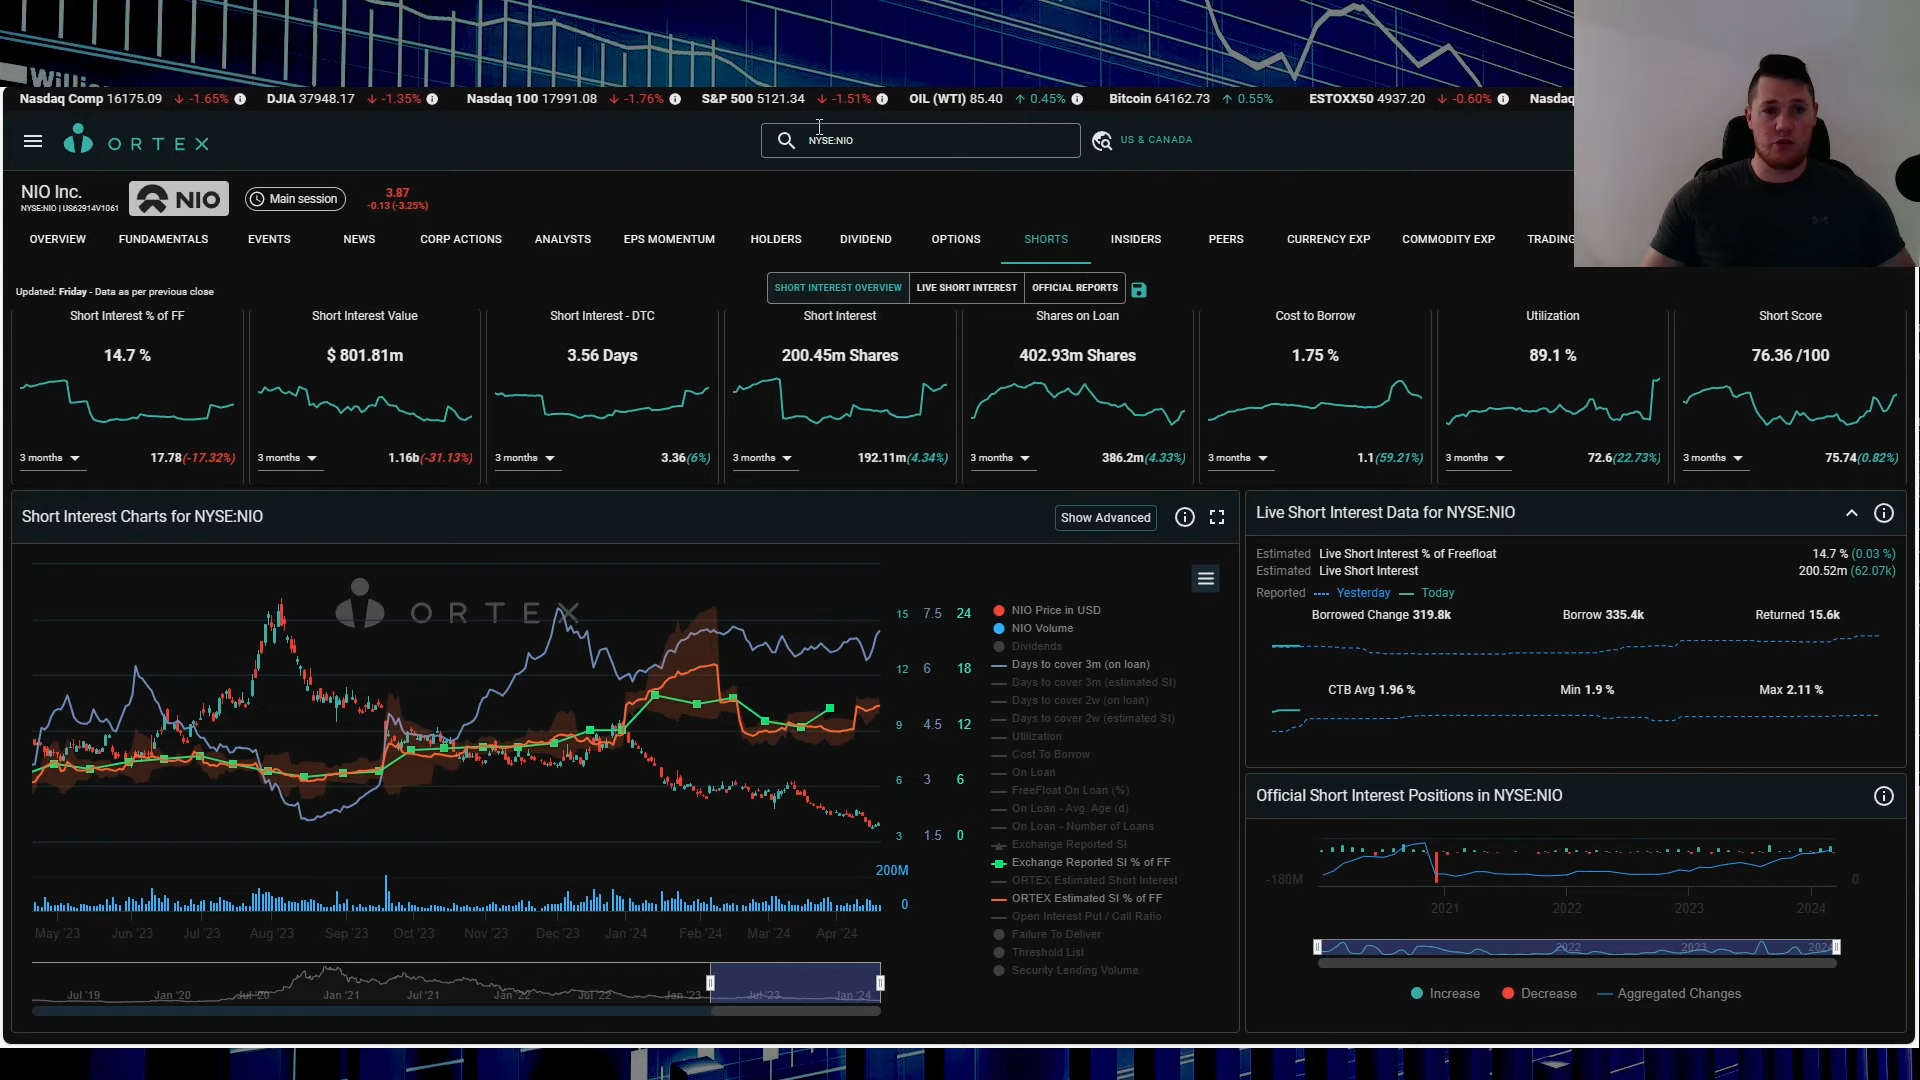 Willi
Nasdaq Comp 16175.09 ↓ -1.65% DJIA 37948.17 ↓ -1.35% Nasdaq 100 17991.08 ↓ -1.76% S&P 500 5121.34 ↓ -1.51% OIL (WTI) 85.40 ↑ 0.45% Bitcoin 64162.73 ↑ 0.55% ESTOXX50 4937.20 ↓ -0.60% Nasdaq
ORTEX NYSE:NIO US & CANADA
NIO Inc. NIO Main session 3.87
NYSE:NIO | US62914V1061 -0.13 (-3.25%)
OVERVIEW FUNDAMENTALS EVENTS NEWS CORP ACTIONS ANALYSTS EPS MOMENTUM HOLDERS DIVIDEND OPTIONS SHORTS INSIDERS PEERS CURRENCY EXP COMMODITY EXP TRADING
Updated: Friday - Data as per previous close SHORT INTEREST OVERVIEW LIVE SHORT INTEREST OFFICIAL REPORTS
Short Interest % of FF Short Interest Value Short Interest - DTC Short Interest Shares on Loan Cost to Borrow Utilization Short Score
14.7 % $ 801.81m 3.56 Days 200.45m Shares 402.93m Shares 1.75 % 89.1 % 76.36 /100
3 months 17.78(-17.32%) 3 months 1.16b(-31.13%) 3 months 3.36(6%) 3 months 192.11m(4.34%) 3 months 386.2m(4.33%) 3 months 1.1(59.21%) 3 months 72.6(22.73%) 3 months 75.74(0.82%)
Short Interest Charts for NYSE:NIO Show Advanced
ORTEX
15 7.5 24
12 6 18
9 4.5 12
6 3 6
3 1.5 0
200M
0
May '23 Jun '23 Jul '23 Aug '23 Sep '23 Oct '23 Nov '23 Dec '23 Jan '24 Feb '24 Mar '24 Apr '24
Jul '19 Jan '20 Jul '20 Jan '21 Jul '21 Jan '22 Jul '22 Jan '23 Jul '23 Jan '24
NIO Price in USD
NIO Volume
Dividends
Days to cover 3m (on loan)
Days to cover 3m (estimated SI)
Days to cover 2w (on loan)
Days to cover 2w (estimated SI)
Utilization
Cost To Borrow
On Loan
FreeFloat On Loan (%)
On Loan - Avg. Age (d)
On Loan - Number of Loans
Exchange Reported SI
Exchange Reported SI % of FF
ORTEX Estimated Short Interest
ORTEX Estimated SI % of FF
Open Interest Put / Call Ratio
Failure To Deliver
Threshold List
Security Lending Volume
Live Short Interest Data for NYSE:NIO
Estimated Live Short Interest % of Freefloat 14.7 % (0.03 %)
Estimated Live Short Interest 200.52m (62.07k)
Reported Yesterday Today
Borrowed Change 319.8k Borrow 335.4k Returned 15.6k
CTB Avg 1.96 % Min 1.9 % Max 2.11 %
Official Short Interest Positions in NYSE:NIO
-180M 0
2021 2022 2023 2024
2022 2023 2024
Increase Decrease Aggregated Changes